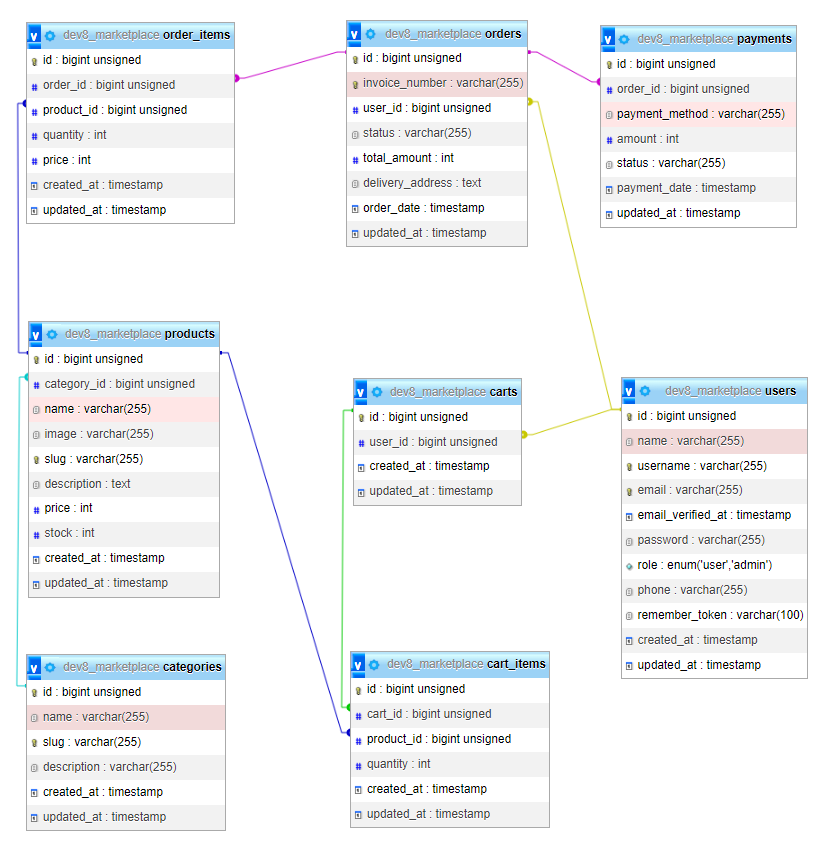 v dev8_marketplace order_items
id : bigint unsigned
order_id : bigint unsigned
product_id : bigint unsigned
quantity : int
price : int
created_at : timestamp
updated_at : timestamp
v dev8_marketplace orders
id : bigint unsigned
invoice_number : varchar(255)
user_id : bigint unsigned
status : varchar(255)
total_amount : int
delivery_address : text
order_date : timestamp
updated_at : timestamp
v dev8_marketplace payments
id : bigint unsigned
order_id : bigint unsigned
payment_method : varchar(255)
amount : int
status : varchar(255)
payment_date : timestamp
updated_at : timestamp
v dev8_marketplace products
id : bigint unsigned
category_id : bigint unsigned
name : varchar(255)
image : varchar(255)
slug : varchar(255)
description : text
price : int
stock : int
created_at : timestamp
updated_at : timestamp
v dev8_marketplace carts
id : bigint unsigned
user_id : bigint unsigned
created_at : timestamp
updated_at : timestamp
v dev8_marketplace users
id : bigint unsigned
name : varchar(255)
username : varchar(255)
email : varchar(255)
email_verified_at : timestamp
password : varchar(255)
role : enum('user','admin')
phone : varchar(255)
remember_token : varchar(100)
created_at : timestamp
updated_at : timestamp
v dev8_marketplace categories
id : bigint unsigned
name : varchar(255)
slug : varchar(255)
description : varchar(255)
created_at : timestamp
updated_at : timestamp
v dev8_marketplace cart_items
id : bigint unsigned
cart_id : bigint unsigned
product_id : bigint unsigned
quantity : int
created_at : timestamp
updated_at : timestamp